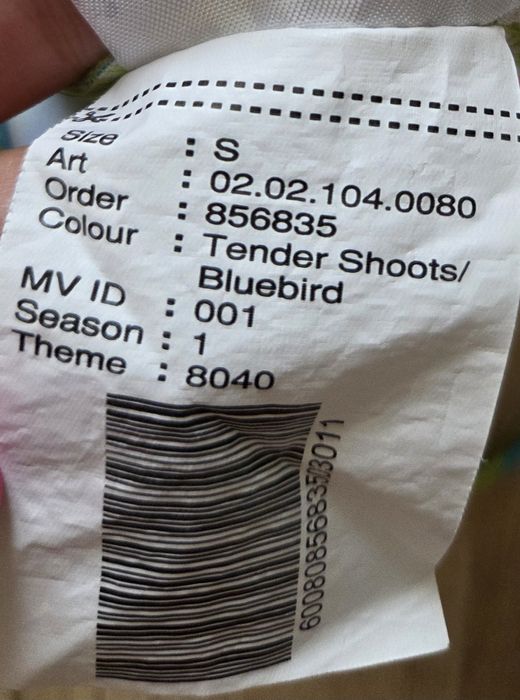 Size : S
Art : 02.02.104.0080
Order : 856835
Colour : Tender Shoots/
Bluebird
MV ID : 001
Season : 1
Theme : 8040